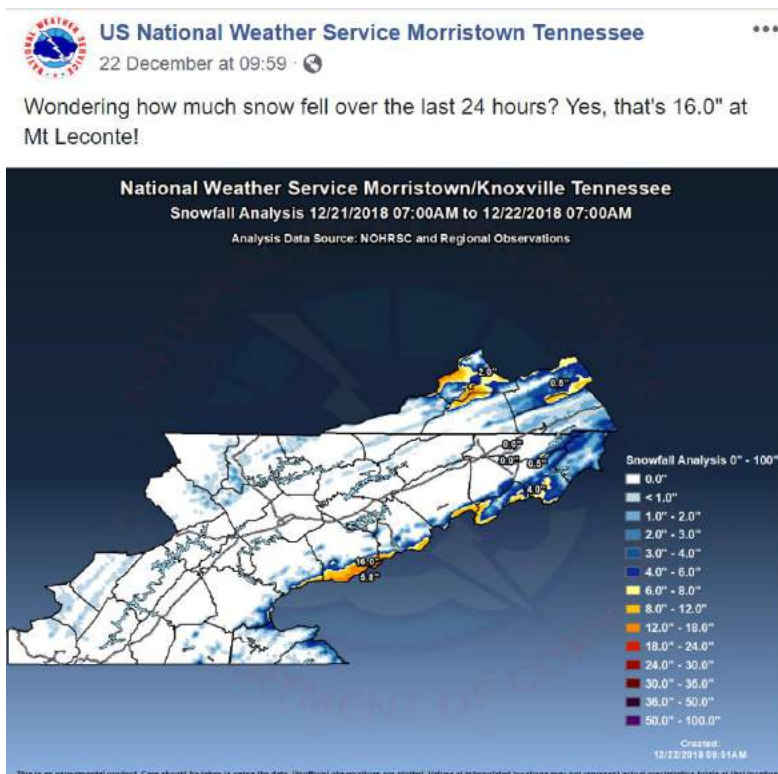 US National Weather Service Morristown Tennessee
22 December at 09:59 ·
Wondering how much snow fell over the last 24 hours? Yes, that's 16.0" at
Mt Leconte!
National Weather Service Morristown/Knoxville Tennessee
Snowfall Analysis 12/21/2018 07:00AM to 12/22/2018 07:00AM
Analysis Data Source: NOHRSC and Regional Observations
2.0"
0.5"
0.0"
0.0"
0.5"
4.0"
16.0"
5.8"
Snowfall Analysis 0" - 100"
0.0"
< 1.0"
1.0" - 2.0"
2.0" - 3.0"
3.0" - 4.0"
4.0" - 6.0"
6.0" - 8.0"
8.0" - 12.0"
12.0" - 18.0"
18.0" - 24.0"
24.0" - 30.0"
30.0" - 36.0"
36.0" - 50.0"
50.0" - 100.0"
Created:
12/22/2018 09:51AM